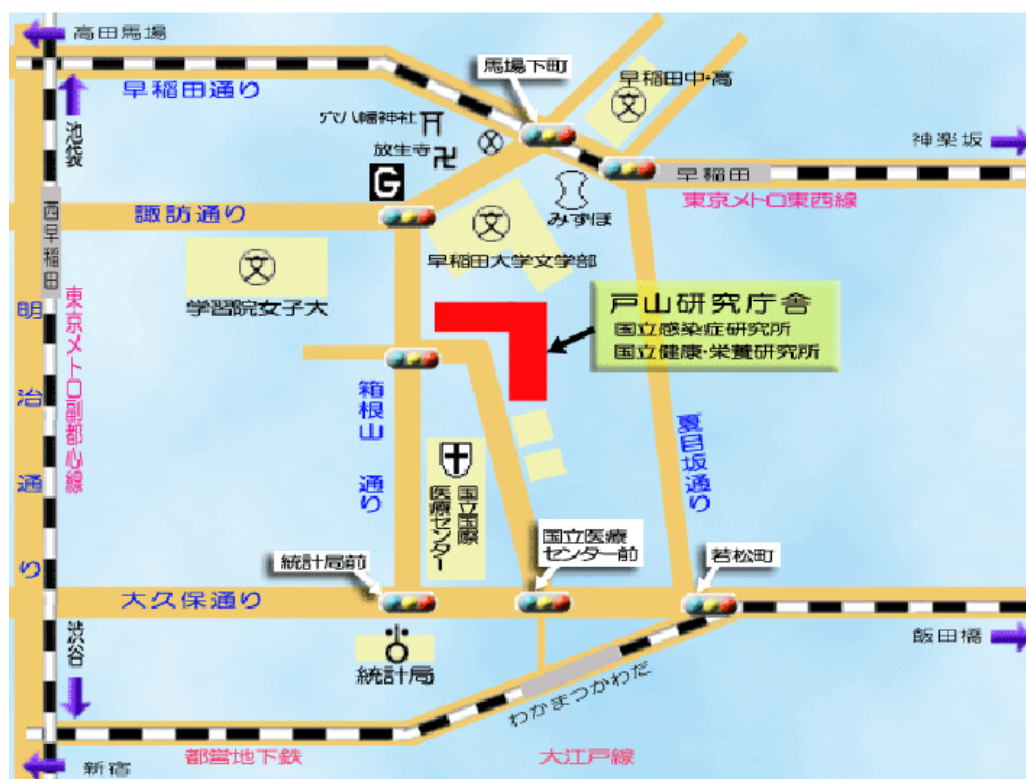 高田馬場
早稲田通り
馬場下町
早稲田中・高
穴八幡神社
放生寺
池袋
神楽坂
G
早稲田
東京メトロ東西線
西早稲田
諏訪通り
みずほ
文
文
文
早稲田大学文学部
学習院女子大
戸山研究庁舎
国立感染症研究所
国立健康・栄養研究所
明治通り
東京メトロ副都心線
箱根山通り
夏目坂通り
国立国際
医療センター
統計局前
国立医療
センター前
若松町
大久保通り
渋谷
統計局
飯田橋
わかまつかわだ
都営地下鉄
大江戸線
新宿